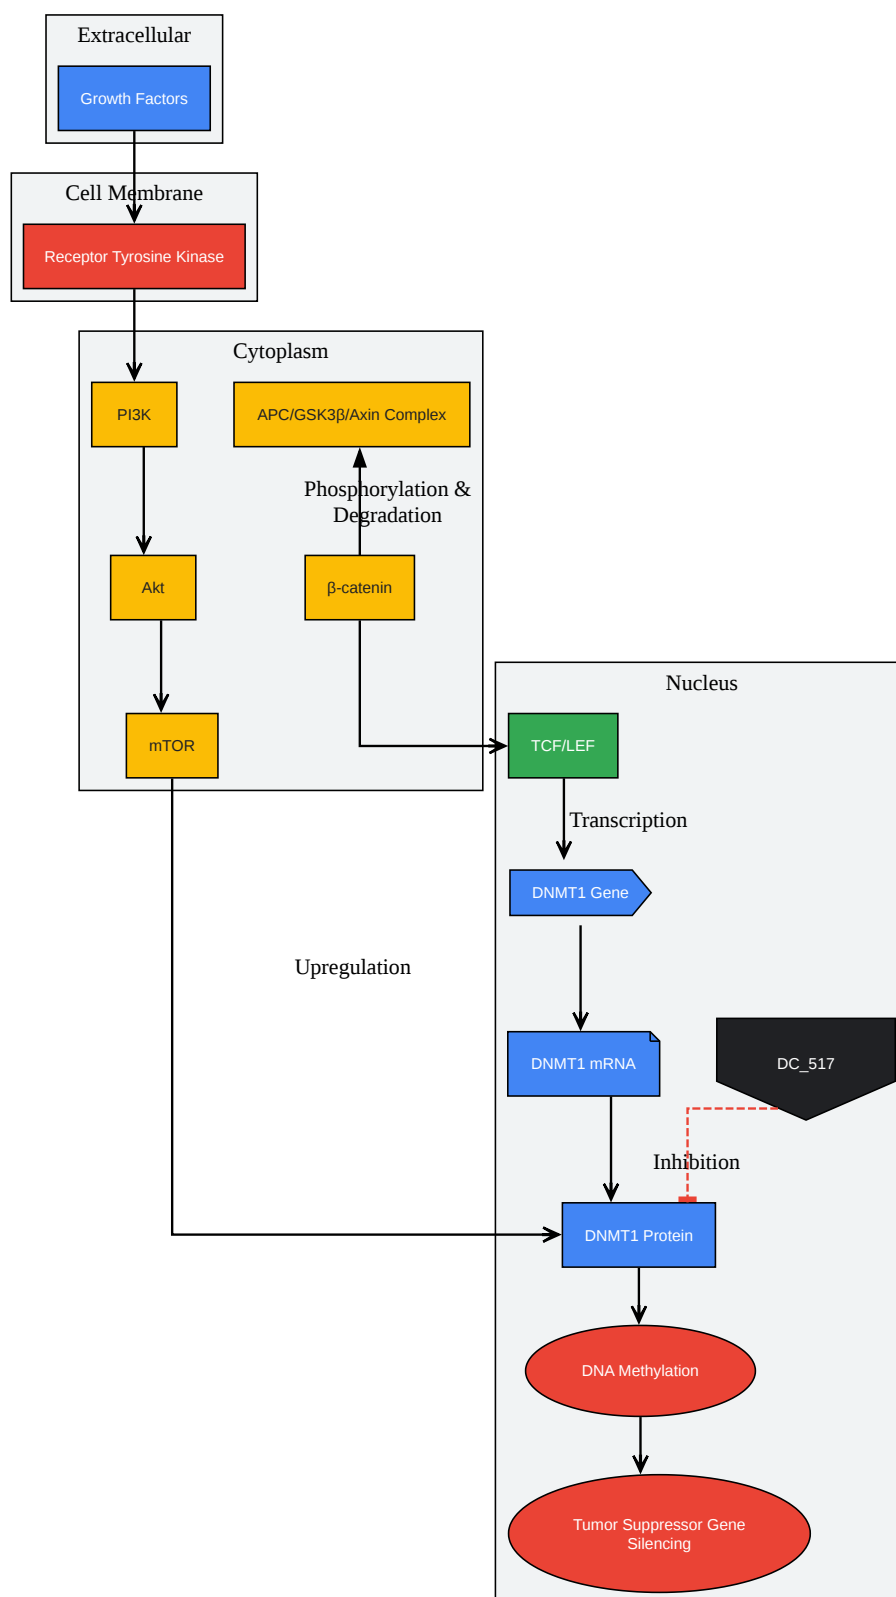 Extracellular
Growth Factors
Cell Membrane
Receptor Tyrosine Kinase
Cytoplasm
PI3K
APC/GSK3β/Axin Complex
Phosphorylation &
Degradation
Akt
β-catenin
Nucleus
mTOR
TCF/LEF
Transcription
DNMT1 Gene
Upregulation
DNMT1 mRNA
DC_517
Inhibition
DNMT1 Protein
DNA Methylation
Tumor Suppressor Gene
Silencing